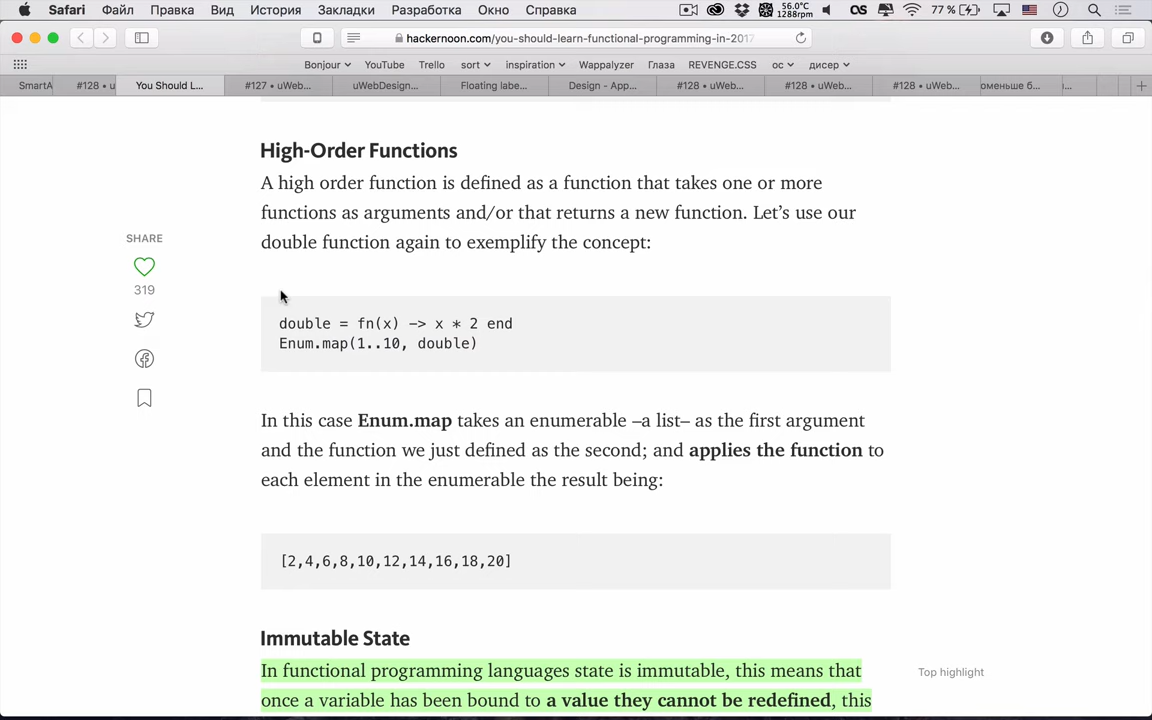 Safari Файл Правка Вид История Закладки Разработка Окно Справка 56.0°C 1288rpm OS 77 %
hackernoon.com/you-should-learn-functional-programming-in-2017
Bonjour YouTube Trello sort inspiration Wappalyzer Глаза REVENGE.CSS ос дисер
SmartA #128 • u You Should L... #127 • uWeb... uWebDesign... Floating labe... Design - App... #128 • uWeb... #128 • uWeb... #128 • uWeb... оменьше б...
High-Order Functions
A high order function is defined as a function that takes one or more
functions as arguments and/or that returns a new function. Let's use our
double function again to exemplify the concept:
SHARE
319
double = fn(x) -> x * 2 end
Enum.map(1..10, double)
In this case Enum.map takes an enumerable –a list– as the first argument
and the function we just defined as the second; and applies the function to
each element in the enumerable the result being:
[2,4,6,8,10,12,14,16,18,20]
Immutable State
In functional programming languages state is immutable, this means that
Top highlight
once a variable has been bound to a value they cannot be redefined, this